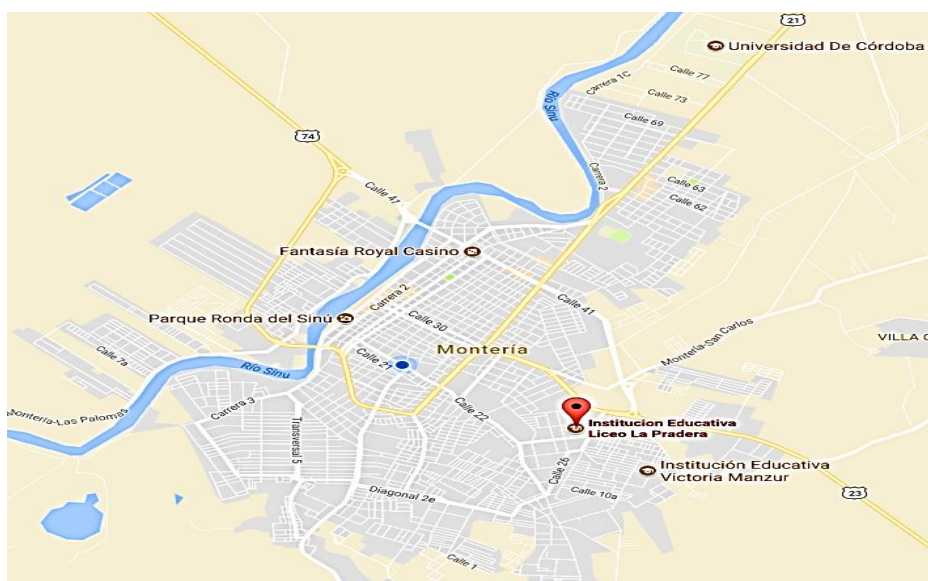 21
Universidad De Córdoba
Calle 77
Carrera 1C
Calle 73
Río Sinú
Calle 69
74
Calle 47
Carrera 2
Calle 63
Calle 62
Fantasía Royal Casino
Carrera 2
Calle 41
Parque Ronda del Sinú
Calle 30
Montería-San Carlos
VILLA C
Montería
Calle 7a
Río Sinú
Calle 21
Carrera 3
Montería-Las Palomas
Calle 22
Institucion Educativa
Liceo La Pradera
Transversal 5
Calle 26
Institución Educativa
Victoria Manzur
Diagonal 2e
Calle 10a
23
Calle 1